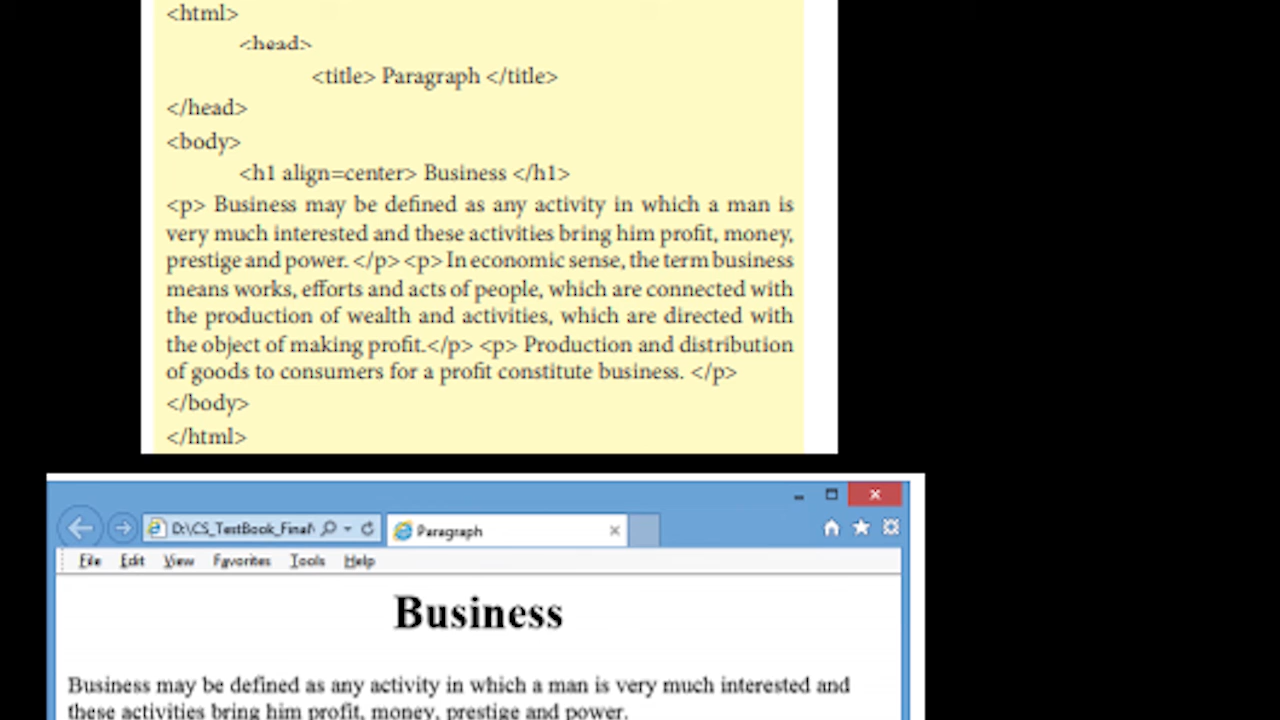 <html>
<head>
<title> Paragraph </title>
</head>
<body>
<h1 align=center> Business </h1>
<p> Business may be defined as any activity in which a man is
very much interested and these activities bring him profit, money,
prestige and power. </p> <p> In economic sense, the term business
means works, efforts and acts of people, which are connected with
the production of wealth and activities, which are directed with
the object of making profit.</p> <p> Production and distribution
of goods to consumers for a profit constitute business. </p>
</body>
</html>
D:\CS_TestBook_Final\
Paragraph
File Edit View Favorites Tools Help
Business
Business may be defined as any activity in which a man is very much interested and
these activities bring him profit, money, prestige and power.